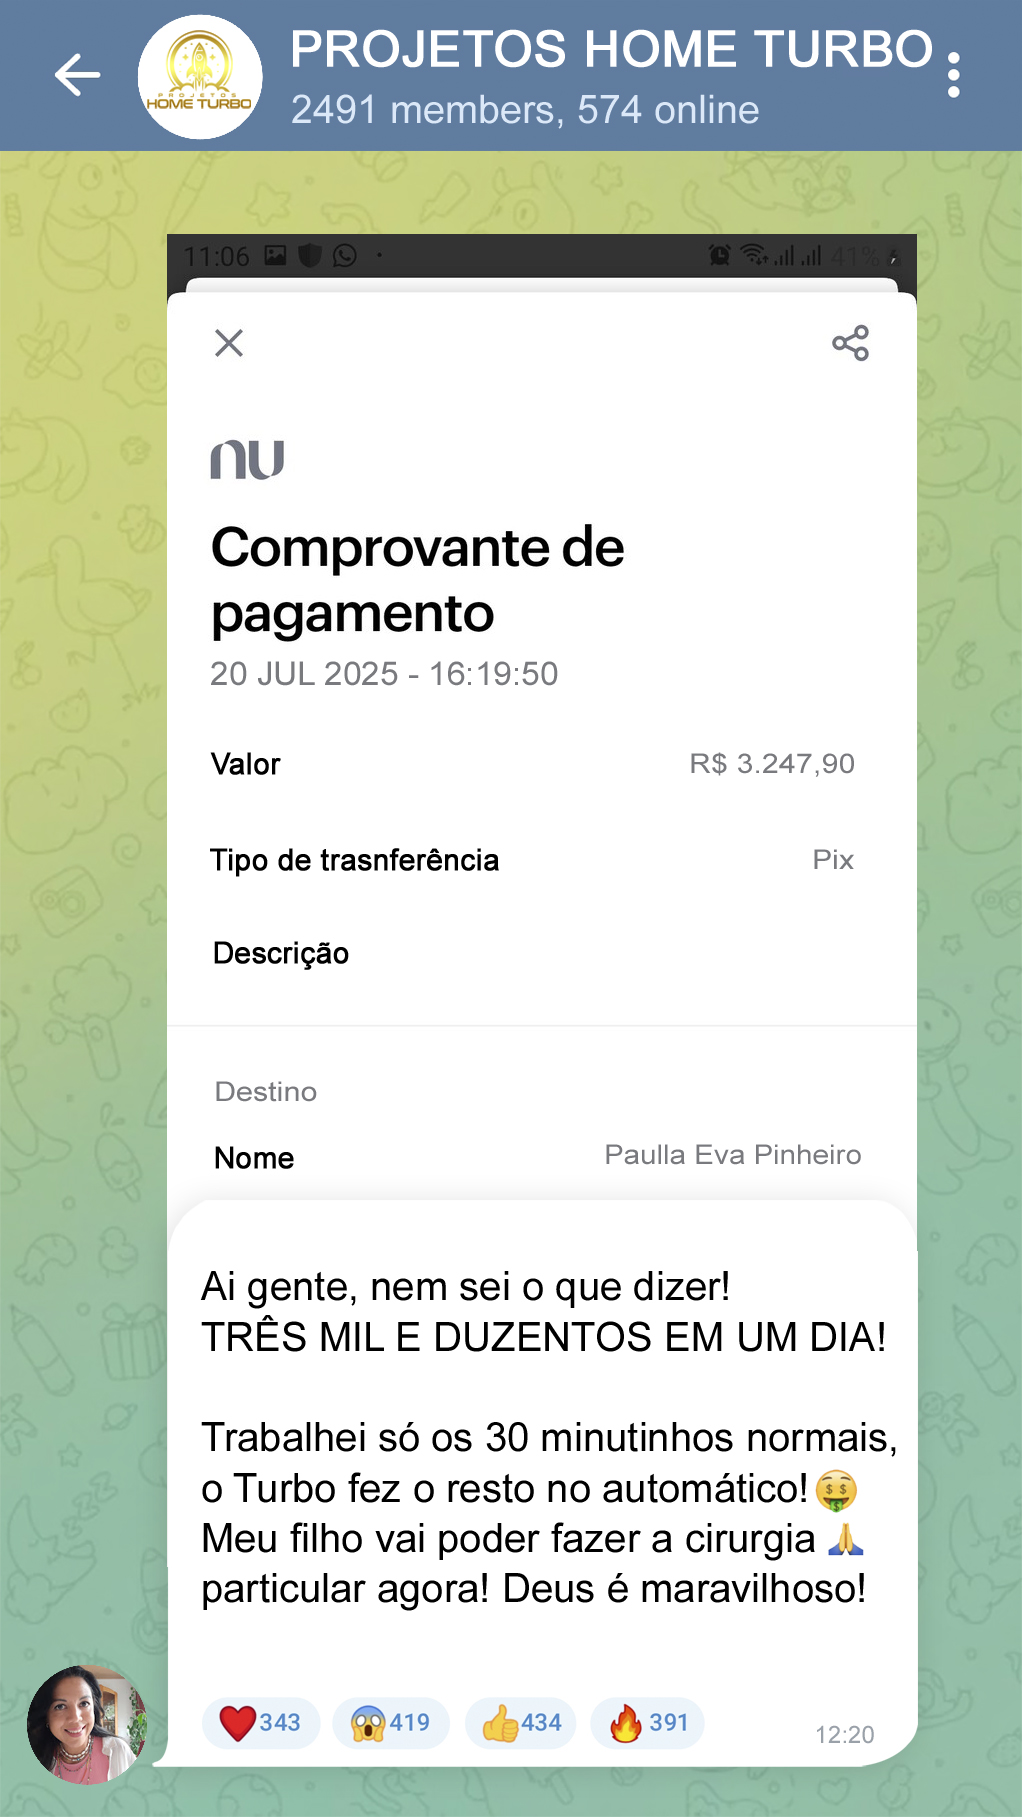 PROJETOS HOME TURBO
2491 members, 574 online
PROJETOS
HOME TURBO
11:06
41%
nu
Comprovante de
pagamento
20 JUL 2025 - 16:19:50
Valor
R$ 3.247,90
Tipo de trasnferência
Pix
Descrição
Destino
Nome
Paulla Eva Pinheiro
Ai gente, nem sei o que dizer!
TRÊS MIL E DUZENTOS EM UM DIA!
Trabalhei só os 30 minutinhos normais,
o Turbo fez o resto no automático!🤑
Meu filho vai poder fazer a cirurgia 🙏
particular agora! Deus é maravilhoso!
❤️343 😱419 👍434 🔥391
12:20